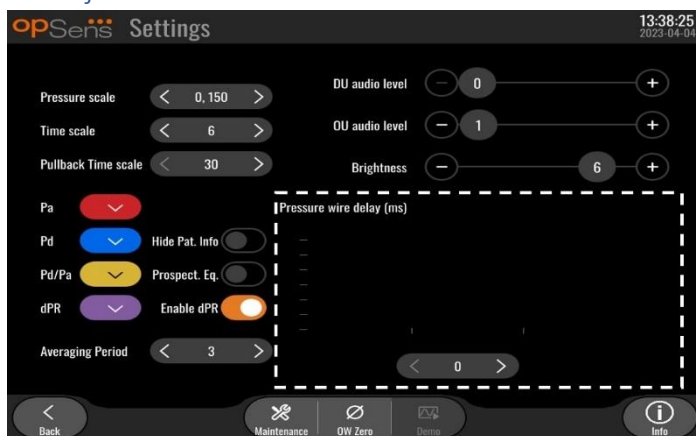 opSens Settings
13:38:25
2023-04-04
Pressure scale < 0,150 >
Time scale < 6 >
Pullback Time scale < 30 >
DU audio level - 0 +
OU audio level - 1 +
Brightness - 6 +
Pa
Pd
Pd/Pa
dPR
Hide Pat. Info
Prospect. Eq.
Enable dPR
Averaging Period < 3 >
Pressure wire delay (ms)
< 0 >
Back
Maintenance
OW Zero
Demo
Info